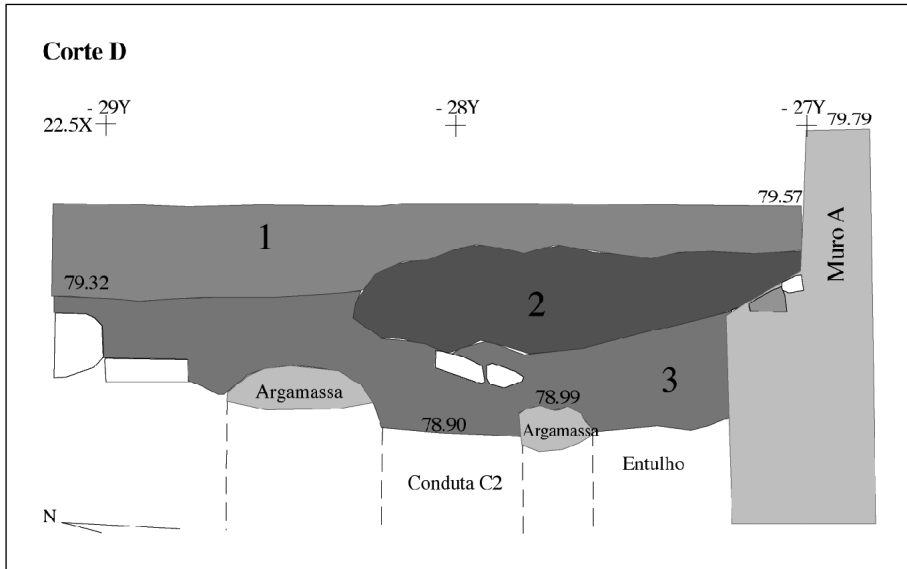 Corte D
- 29Y
- 28Y
- 27Y
22.5X
79.79
79.57
1
Muro A
79.32
2
3
Argamassa
78.99
78.90
Argamassa
Entulho
Conduta C2
N